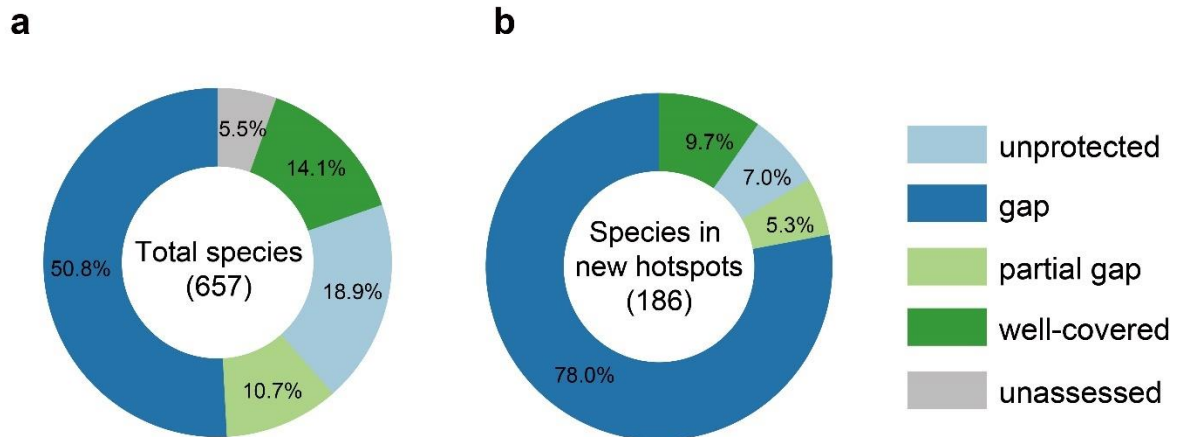 a
5.5%
14.1%
18.9%
10.7%
50.8%
Total species
(657)
b
9.7%
7.0%
5.3%
78.0%
Species in
new hotspots
(186)
unprotected
gap
partial gap
well-covered
unassessed